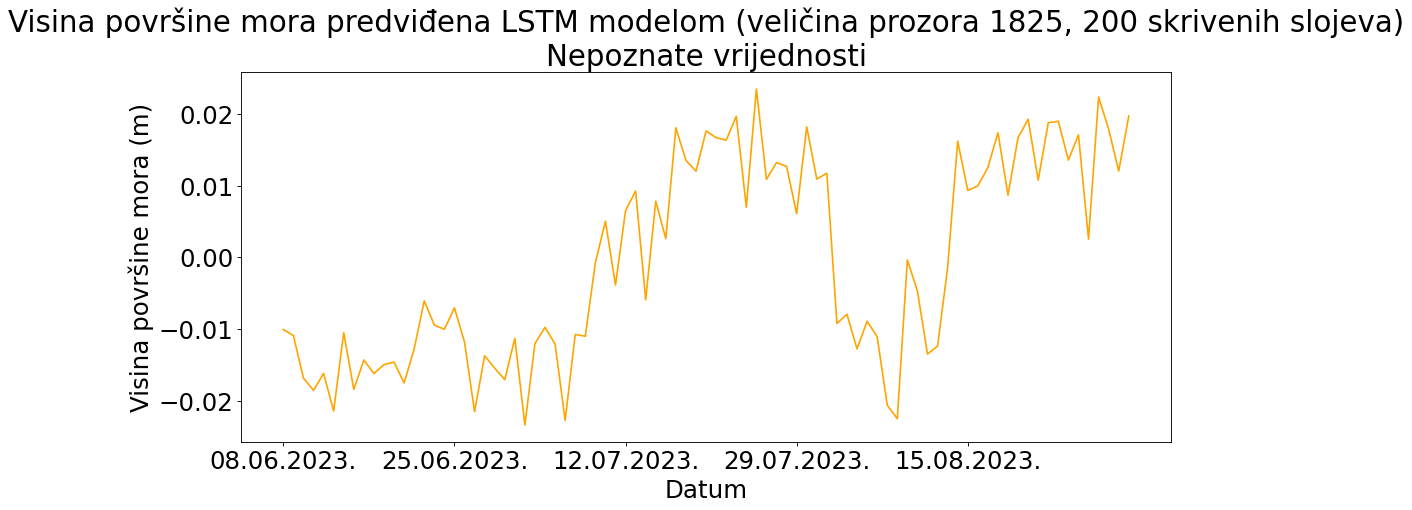 Visina površine mora predviđena LSTM modelom (veličina prozora 1825, 200 skrivenih slojeva)
Nepoznate vrijednosti
Visina površine mora (m)
0.02
0.01
0.00
−0.01
−0.02
08.06.2023. 25.06.2023. 12.07.2023. 29.07.2023. 15.08.2023.
Datum